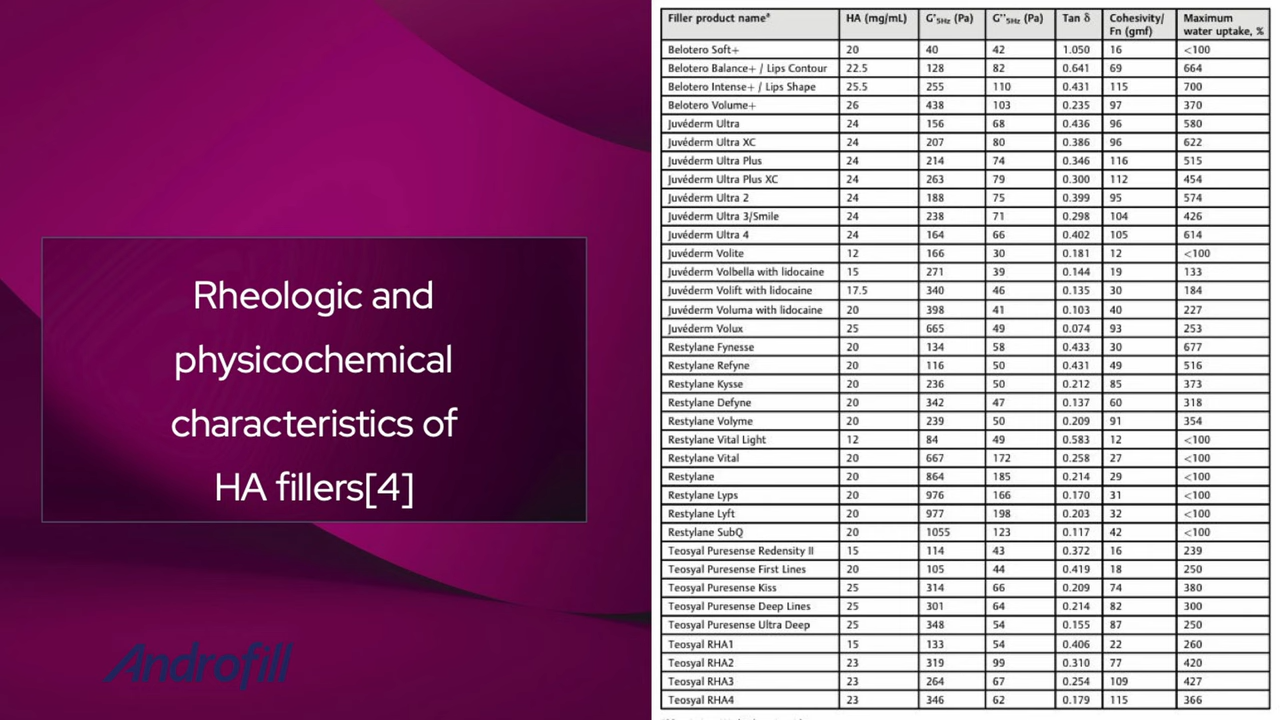 Rheologic and
physicochemical
characteristics of
HA fillers[4]
Androfill
Filler product nameª HA (mg/mL) G'5Hz (Pa) G''5Hz (Pa) Tan δ Cohesivity/ Fn (gmf) Maximum water uptake, %
Belotero Soft+ 20 40 42 1.050 16 <100
Belotero Balance+ / Lips Contour 22.5 128 82 0.641 69 664
Belotero Intense+ / Lips Shape 25.5 255 110 0.431 115 700
Belotero Volume+ 26 438 103 0.235 97 370
Juvéderm Ultra 24 156 68 0.436 96 580
Juvéderm Ultra XC 24 207 80 0.386 96 622
Juvéderm Ultra Plus 24 214 74 0.346 116 515
Juvéderm Ultra Plus XC 24 263 79 0.300 112 454
Juvéderm Ultra 2 24 188 75 0.399 95 574
Juvéderm Ultra 3/Smile 24 238 71 0.298 104 426
Juvéderm Ultra 4 24 164 66 0.402 105 614
Juvéderm Volite 12 166 30 0.181 12 <100
Juvéderm Volbella with lidocaine 15 271 39 0.144 19 133
Juvéderm Volift with lidocaine 17.5 340 46 0.135 30 184
Juvéderm Voluma with lidocaine 20 398 41 0.103 40 227
Juvéderm Volux 25 665 49 0.074 93 253
Restylane Fynesse 20 134 58 0.433 30 677
Restylane Refyne 20 116 50 0.431 49 516
Restylane Kysse 20 236 50 0.212 85 373
Restylane Defyne 20 342 47 0.137 60 318
Restylane Volyme 20 239 50 0.209 91 354
Restylane Vital Light 12 84 49 0.583 12 <100
Restylane Vital 20 667 172 0.258 27 <100
Restylane 20 864 185 0.214 29 <100
Restylane Lyps 20 976 166 0.170 31 <100
Restylane Lyft 20 977 198 0.203 32 <100
Restylane SubQ 20 1055 123 0.117 42 <100
Teosyal Puresense Redensity II 15 114 43 0.372 16 239
Teosyal Puresense First Lines 20 105 44 0.419 18 250
Teosyal Puresense Kiss 25 314 66 0.209 74 380
Teosyal Puresense Deep Lines 25 301 64 0.214 82 300
Teosyal Puresense Ultra Deep 25 348 54 0.155 87 250
Teosyal RHA1 15 133 54 0.406 22 260
Teosyal RHA2 23 319 99 0.310 77 420
Teosyal RHA3 23 264 67 0.254 109 427
Teosyal RHA4 23 346 62 0.179 115 366